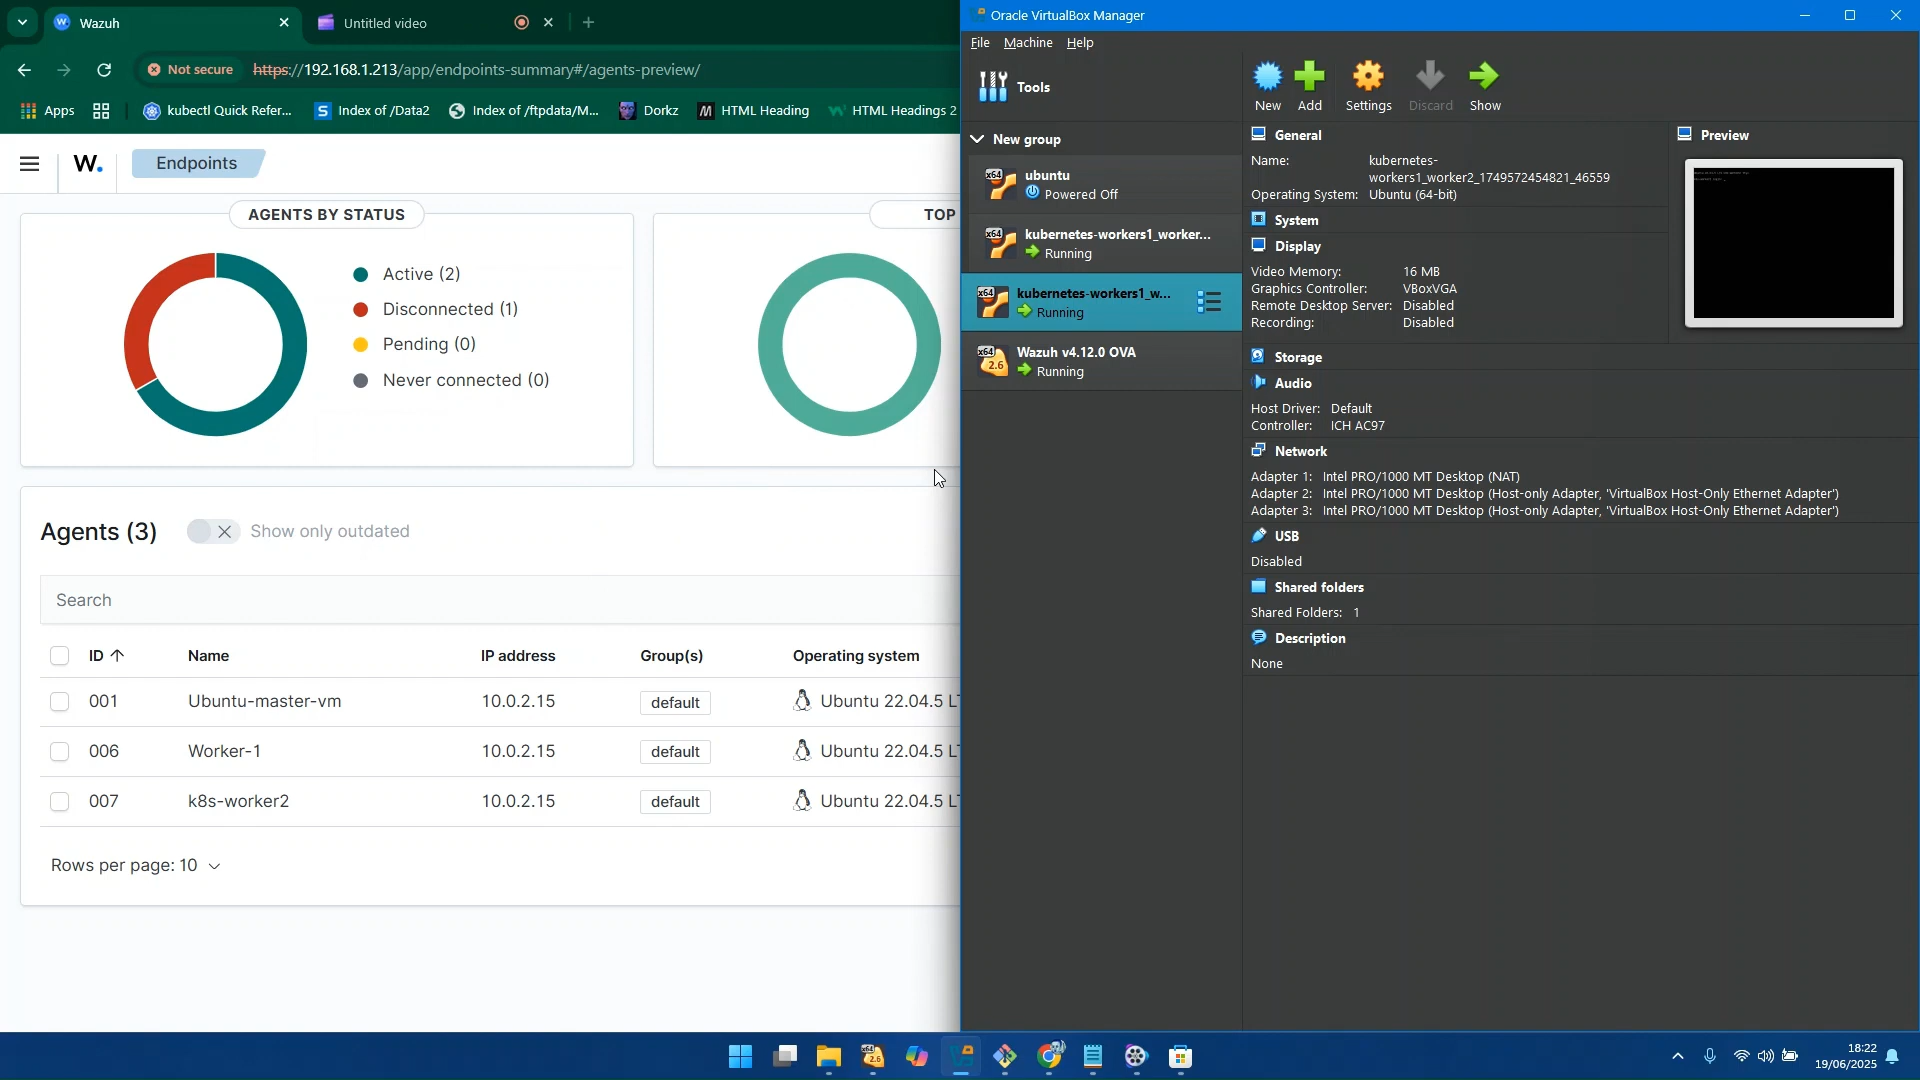 Wazuh
Untitled video
Not secure
https://192.168.1.213/app/endpoints-summary#/agents-preview/
Apps
kubectl Quick Refer...
Index of /Data2
Index of /ftpdata/M...
Dorkz
HTML Heading
HTML Headings 2
W.
Endpoints
AGENTS BY STATUS
Active (2)
Disconnected (1)
Pending (0)
Never connected (0)
TOP
Agents (3)
Show only outdated
Search
ID Name IP address Group(s) Operating system
001 Ubuntu-master-vm 10.0.2.15 default Ubuntu 22.04.5 LT
006 Worker-1 10.0.2.15 default Ubuntu 22.04.5 LT
007 k8s-worker2 10.0.2.15 default Ubuntu 22.04.5 LT
Rows per page: 10
Oracle VirtualBox Manager
File Machine Help
Tools
New Add Settings Discard Show
New group
x64 ubuntu
Powered Off
x64 kubernetes-workers1_worker...
Running
x64 kubernetes-workers1_w...
Running
x64 2.6 Wazuh v4.12.0 OVA
Running
General
Name: kubernetes-
workers1_worker2_1749572454821_46559
Operating System: Ubuntu (64-bit)
System
Display
Video Memory: 16 MB
Graphics Controller: VBoxVGA
Remote Desktop Server: Disabled
Recording: Disabled
Storage
Audio
Host Driver: Default
Controller: ICH AC97
Network
Adapter 1: Intel PRO/1000 MT Desktop (NAT)
Adapter 2: Intel PRO/1000 MT Desktop (Host-only Adapter, 'VirtualBox Host-Only Ethernet Adapter')
Adapter 3: Intel PRO/1000 MT Desktop (Host-only Adapter, 'VirtualBox Host-Only Ethernet Adapter')
USB
Disabled
Shared folders
Shared Folders: 1
Description
None
Preview
18:22
19/06/2025